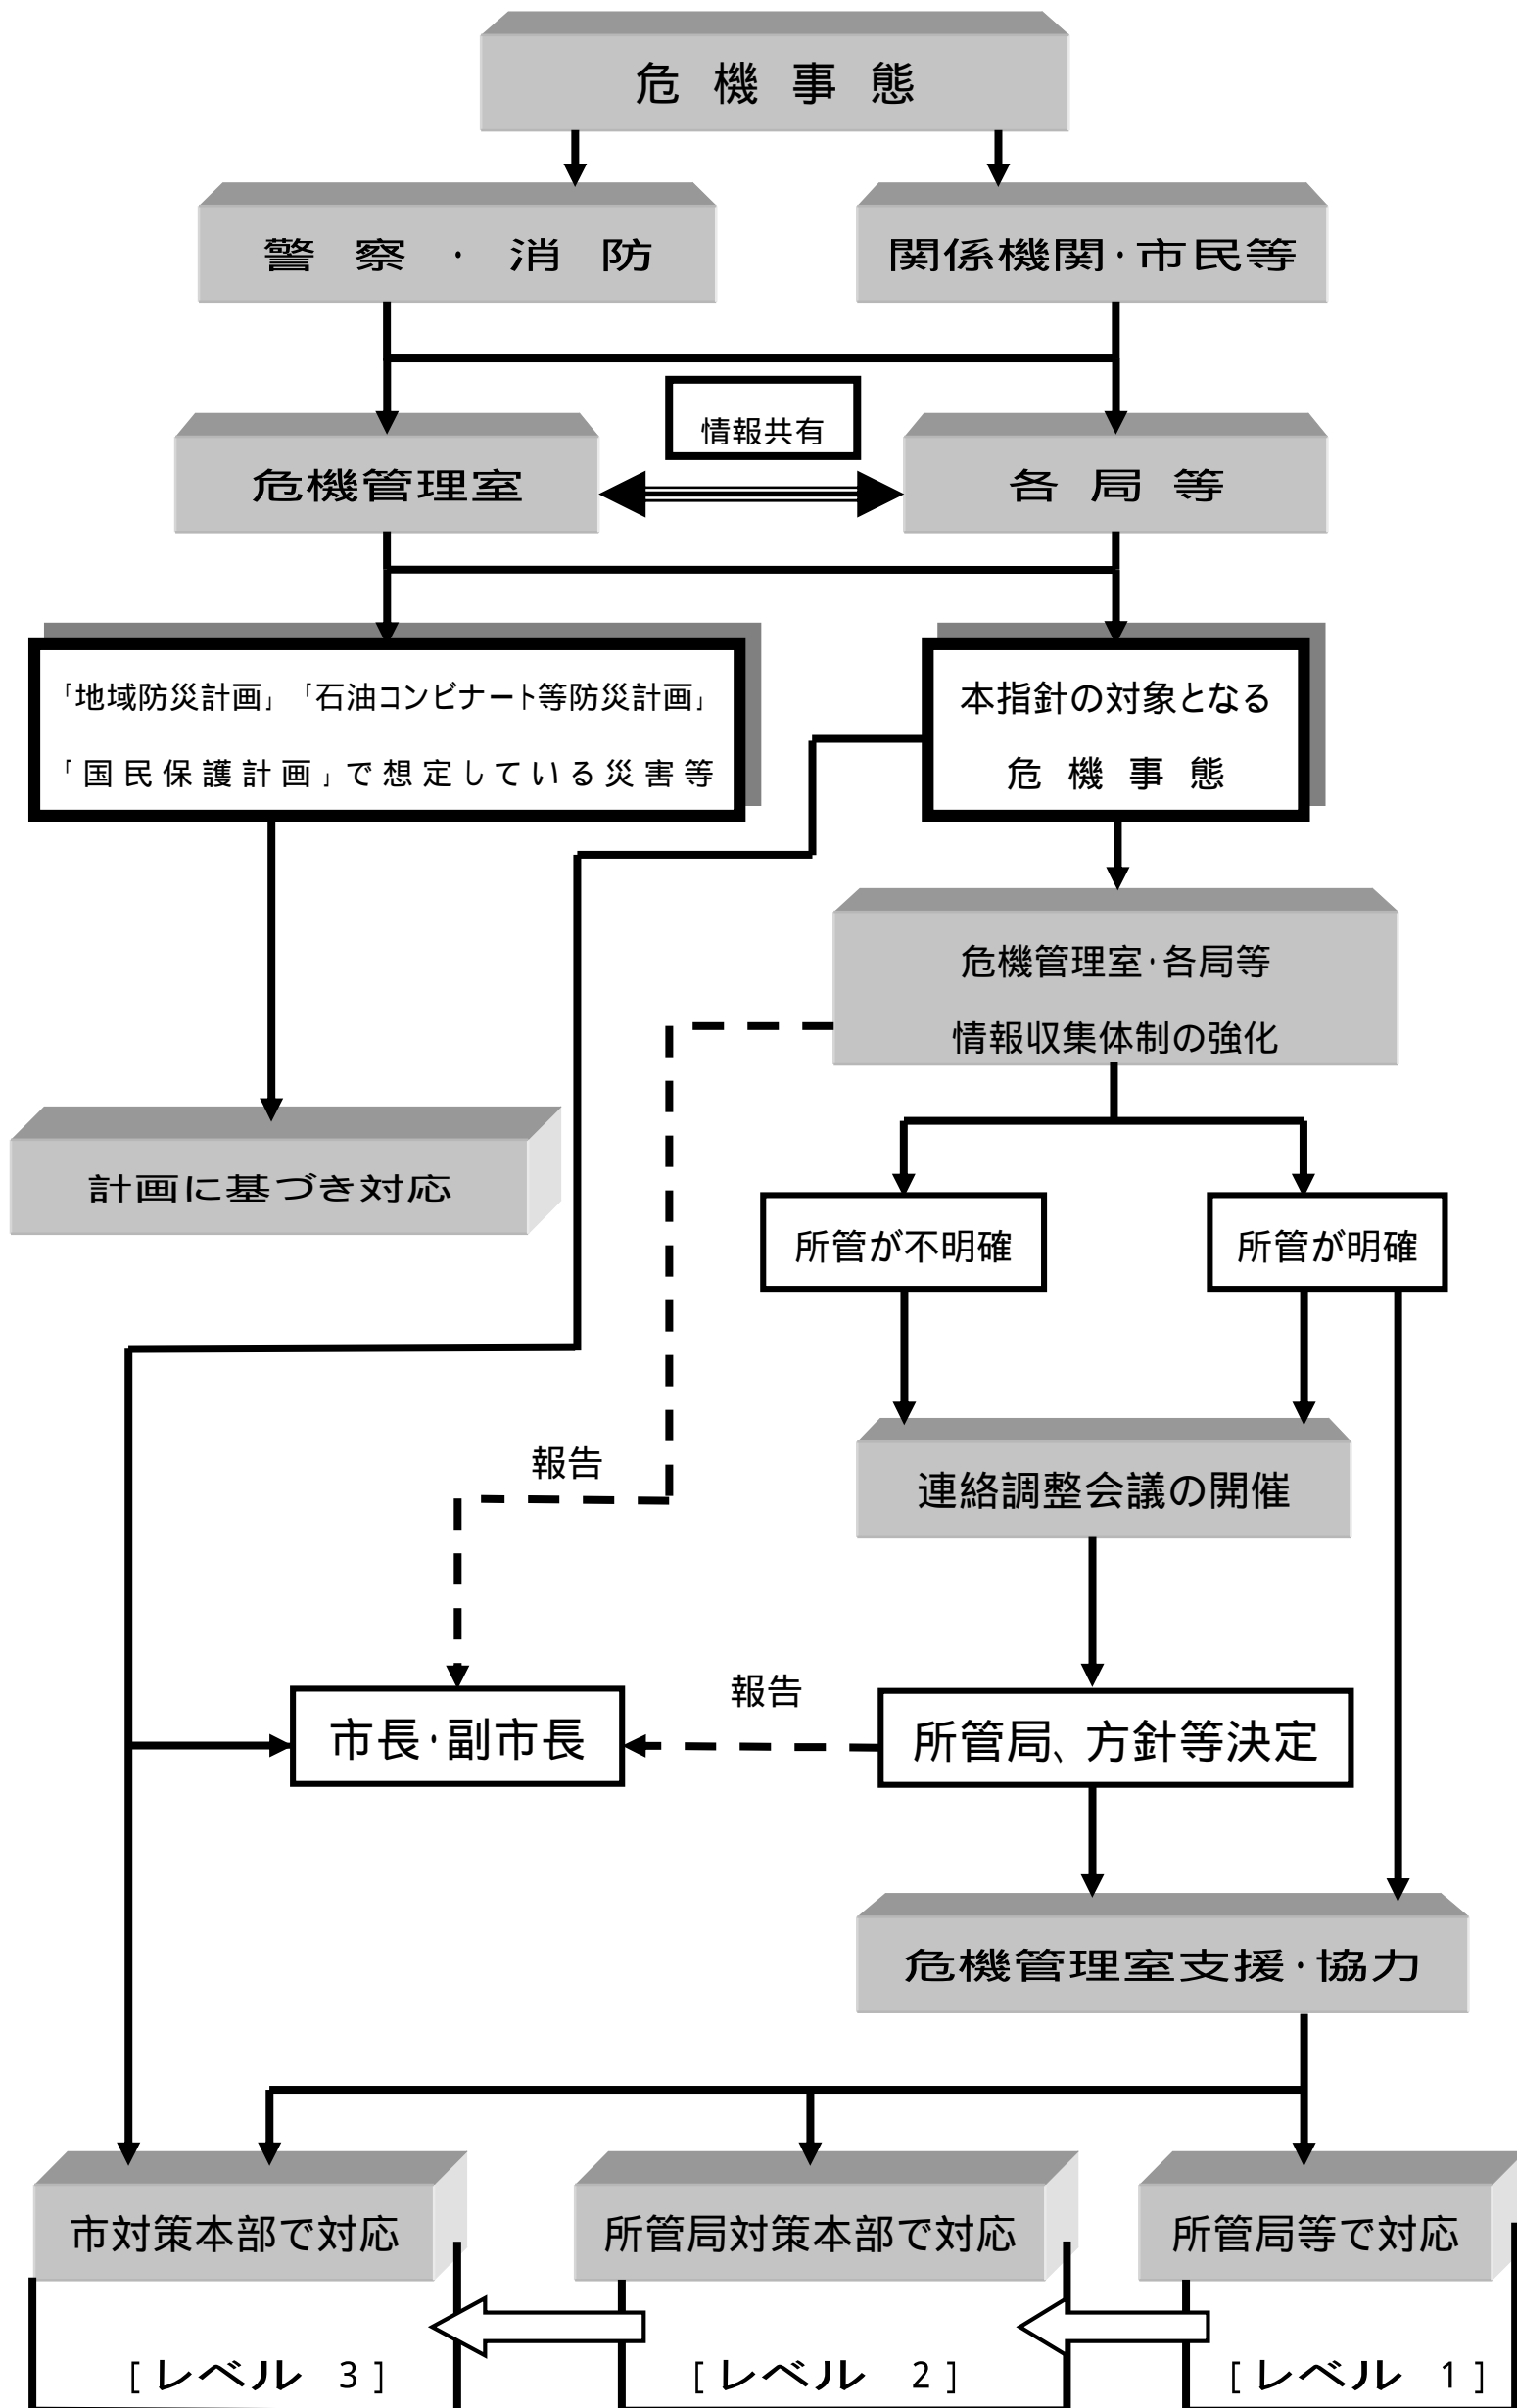 危機事態
警察・消防
関係機関・市民等
情報共有
危機管理室
各局等
「地域防災計画」「石油コンビナート等防災計画」
「国民保護計画」で想定している災害等
本指針の対象となる
危機事態
危機管理室・各局等
情報収集体制の強化
計画に基づき対応
所管が不明確
所管が明確
報告
連絡調整会議の開催
報告
市長・副市長
所管局、方針等決定
危機管理室支援・協力
市対策本部で対応
所管局対策本部で対応
所管局等で対応
[レベル 3]
[レベル 2]
[レベル 1]